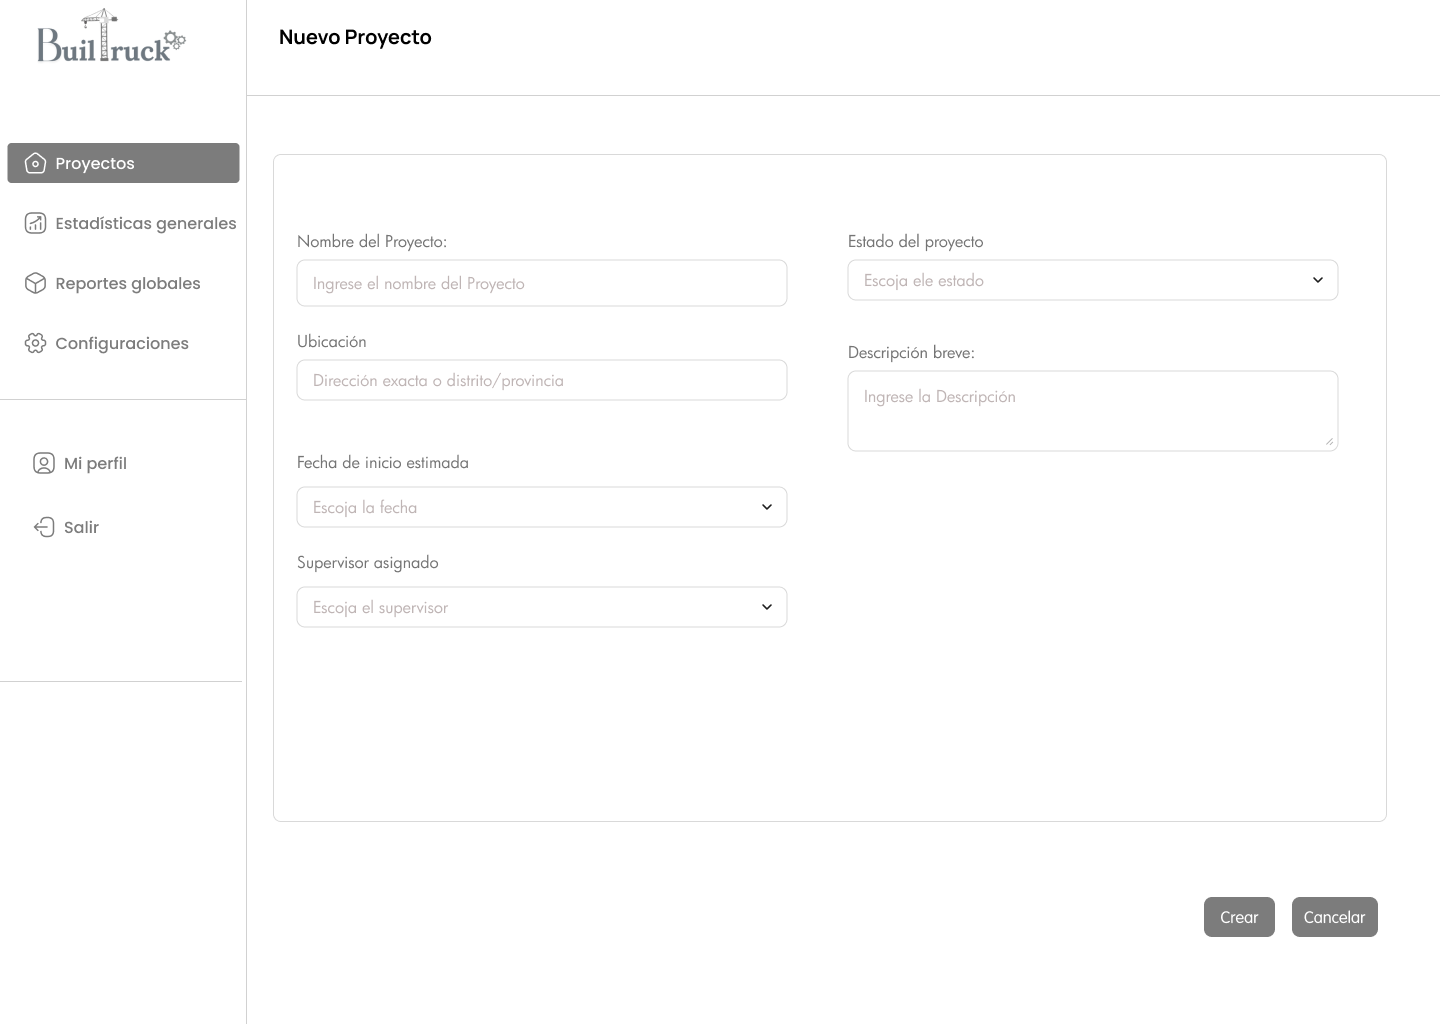 BuilTruck
Nuevo Proyecto
Proyectos
Estadísticas generales
Reportes globales
Configuraciones
Mi perfil
Salir
Nombre del Proyecto:
Ingrese el nombre del Proyecto
Ubicación
Dirección exacta o distrito/provincia
Fecha de inicio estimada
Escoja la fecha
Supervisor asignado
Escoja el supervisor
Estado del proyecto
Escoja ele estado
Descripción breve:
Ingrese la Descripción
Crear
Cancelar